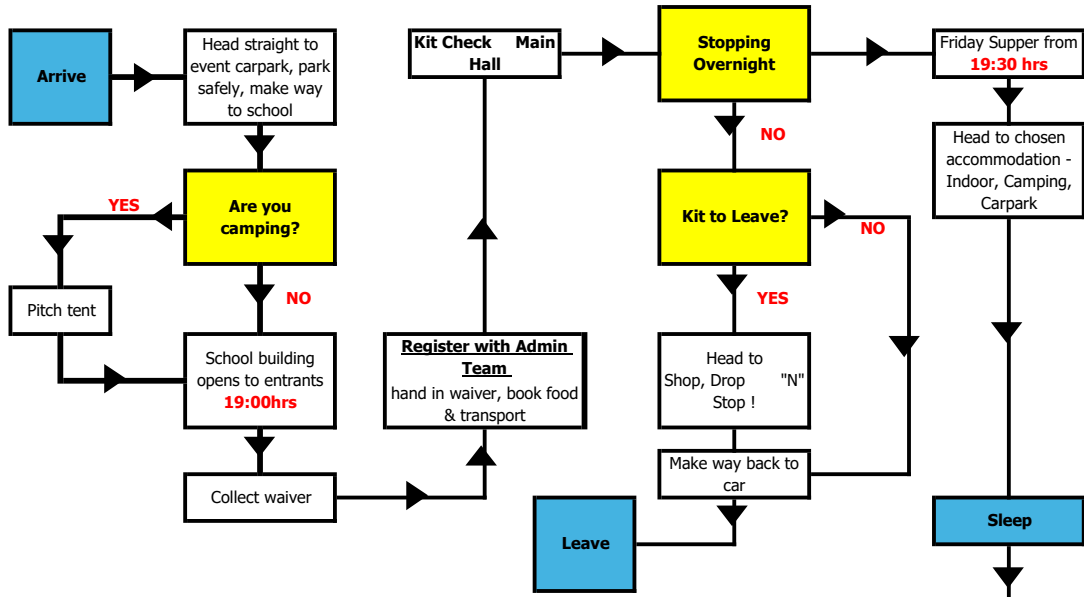 Arrive
Head straight to
event carpark, park
safely, make way
to school
Are you
camping?
YES
NO
Pitch tent
School building
opens to entrants
19:00hrs
Collect waiver
Register with Admin
Team
hand in waiver, book food
& transport
Kit Check Main
Hall
Stopping
Overnight
NO
Kit to Leave?
NO
YES
Head to
Shop, Drop "N"
Stop !
Make way back to
car
Leave
Friday Supper from
19:30 hrs
Head to chosen
accommodation -
Indoor, Camping,
Carpark
Sleep